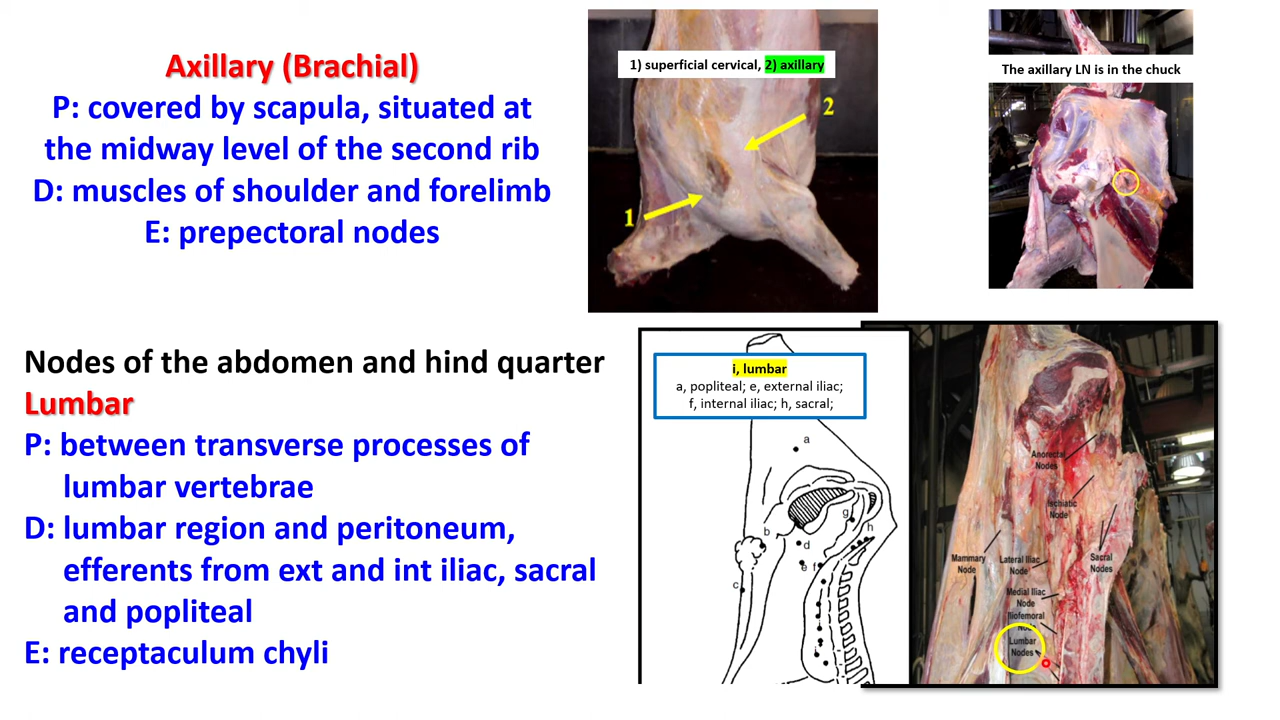 Axillary (Brachial)
P: covered by scapula, situated at
the midway level of the second rib
D: muscles of shoulder and forelimb
E: prepectoral nodes
1) superficial cervical, 2) axillary
2
1
The axillary LN is in the chuck
Nodes of the abdomen and hind quarter
Lumbar
P: between transverse processes of
lumbar vertebrae
D: lumbar region and peritoneum,
efferents from ext and int iliac, sacral
and popliteal
E: receptaculum chyli
i, lumbar
a, popliteal; e, external iliac;
f, internal iliac; h, sacral;
a
g
h
b
d
e f
c
Anorectal
Nodes
Ischiatic
Node
Mammary
Node
Lateral Iliac
Node
Sacral
Nodes
Medial Iliac
Node
Iliofemoral
Node
Lumbar
Nodes